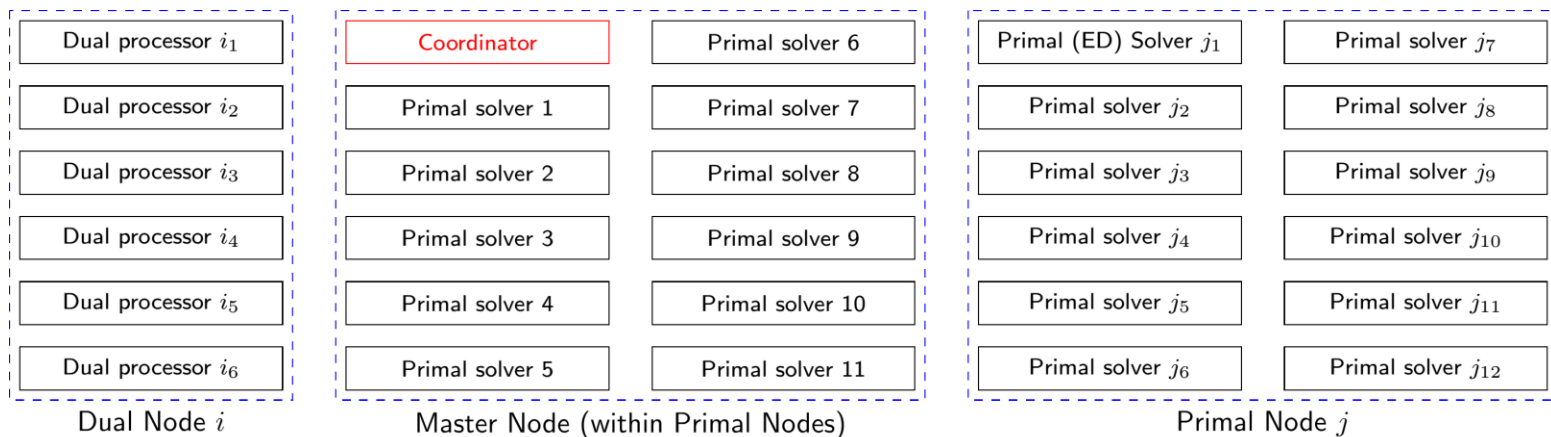 Dual processor i₁
Dual processor i₂
Dual processor i₃
Dual processor i₄
Dual processor i₅
Dual processor i₆
Dual Node i
Coordinator
Primal solver 1
Primal solver 2
Primal solver 3
Primal solver 4
Primal solver 5
Primal solver 6
Primal solver 7
Primal solver 8
Primal solver 9
Primal solver 10
Primal solver 11
Master Node (within Primal Nodes)
Primal (ED) Solver j₁
Primal solver j₂
Primal solver j₃
Primal solver j₄
Primal solver j₅
Primal solver j₆
Primal solver j₇
Primal solver j₈
Primal solver j₉
Primal solver j₁₀
Primal solver j₁₁
Primal solver j₁₂
Primal Node j